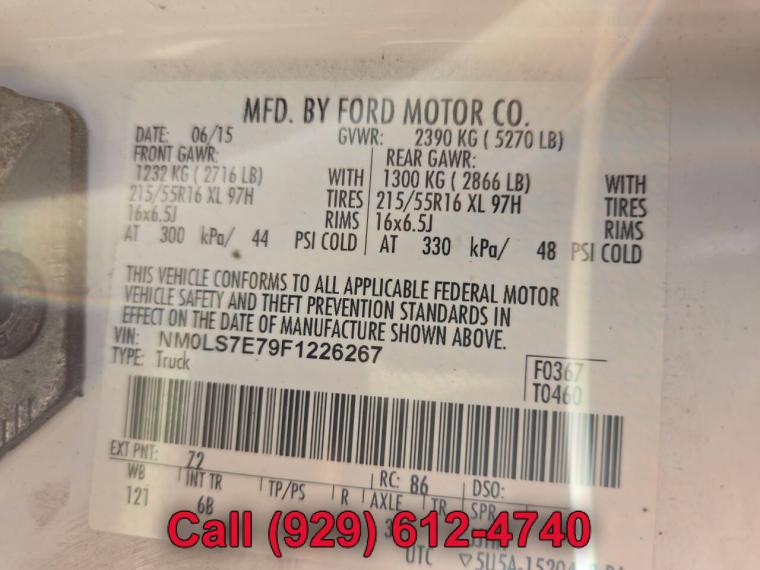 MFD. BY FORD MOTOR CO.
DATE: 06/15 GVWR: 2390 KG ( 5270 LB)
FRONT GAWR: REAR GAWR:
1232 KG ( 2716 LB) WITH 1300 KG ( 2866 LB) WITH
215/55R16 XL 97H TIRES 215/55R16 XL 97H TIRES
16x6.5J RIMS 16x6.5J RIMS
AT 300 kPa/ 44 PSI COLD AT 330 kPa/ 48 PSI COLD
THIS VEHICLE CONFORMS TO ALL APPLICABLE FEDERAL MOTOR
VEHICLE SAFETY AND THEFT PREVENTION STANDARDS IN
EFFECT ON THE DATE OF MANUFACTURE SHOWN ABOVE.
VIN: NM0LS7E79F1226267
TYPE: Truck
F0367
T0460
EXT PNT: 72 RC: 86 DSO:
WB INT TR TP/PS R AXLE TR SPR
121 6B
Call (929) 612-4740
UTC